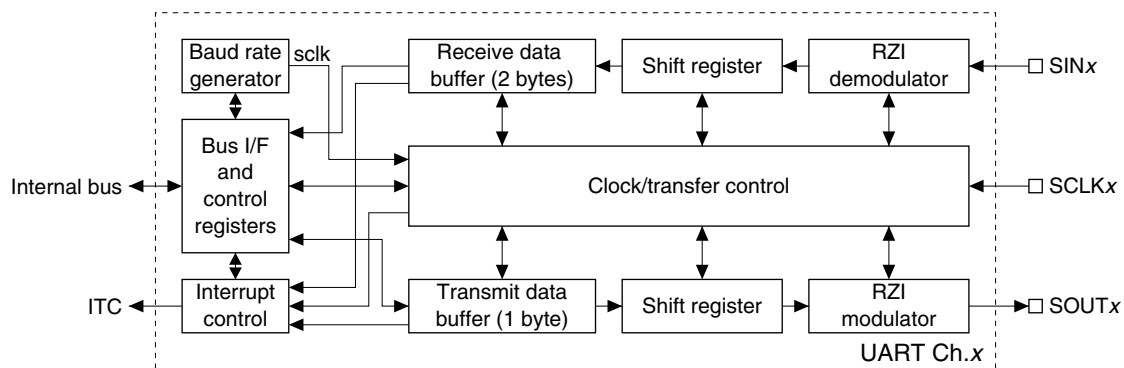 Baud rate
generator
sclk
Receive data
buffer (2 bytes)
Shift register
RZI
demodulator
SINx
Internal bus
Bus I/F
and
control
registers
Clock/transfer control
SCLKx
ITC
Interrupt
control
Transmit data
buffer (1 byte)
Shift register
RZI
modulator
SOUTx
UART Ch.x